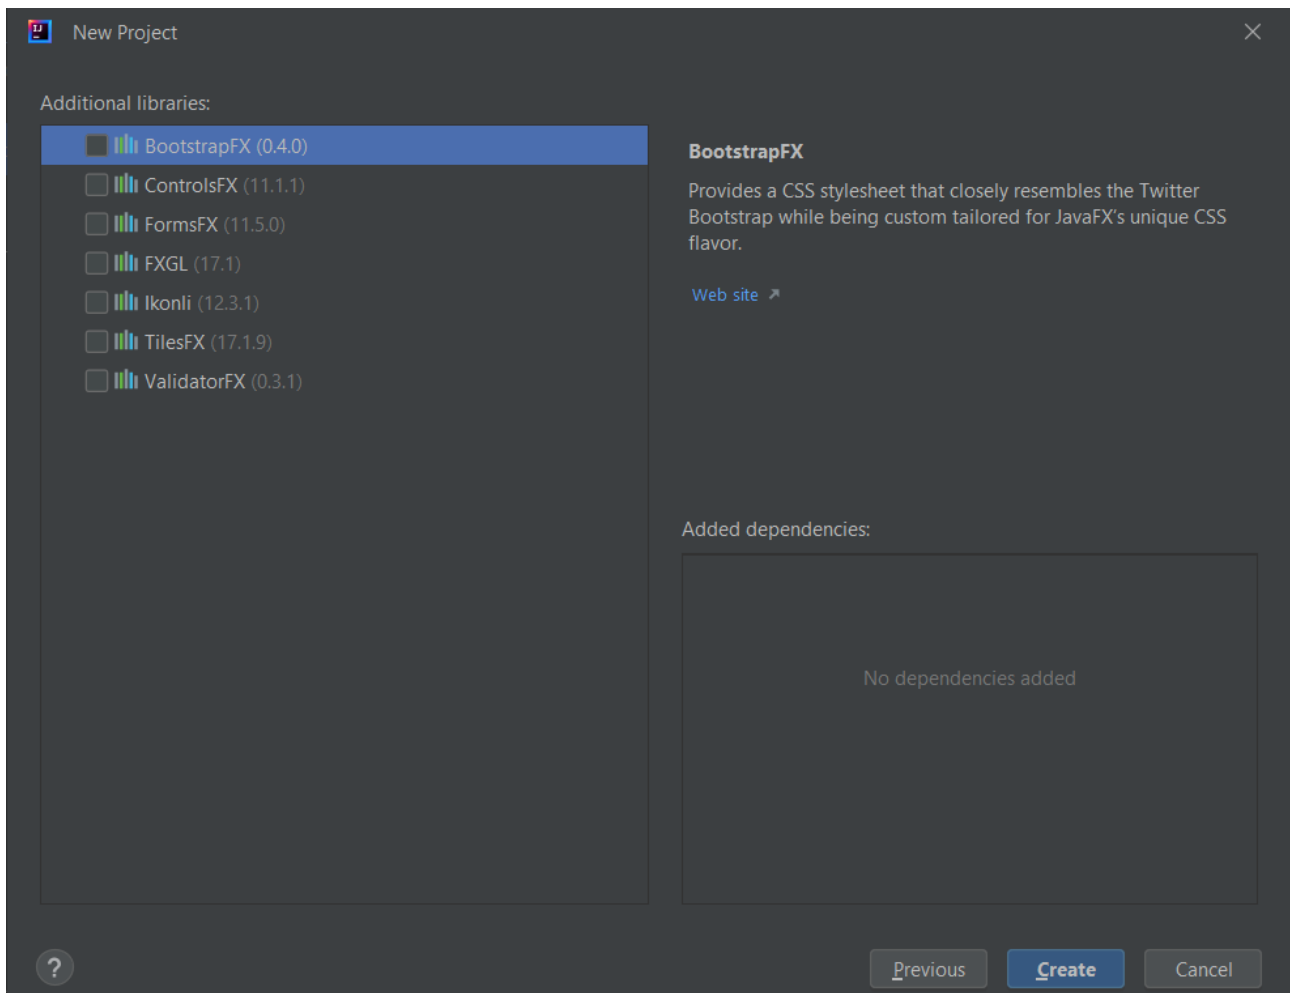 New Project
Additional libraries:
BootstrapFX (0.4.0)
ControlsFX (11.1.1)
FormsFX (11.5.0)
FXGL (17.1)
Ikonli (12.3.1)
TilesFX (17.1.9)
ValidatorFX (0.3.1)
BootstrapFX
Provides a CSS stylesheet that closely resembles the Twitter
Bootstrap while being custom tailored for JavaFX's unique CSS
flavor.
Web site
Added dependencies:
No dependencies added
?
Previous
Create
Cancel